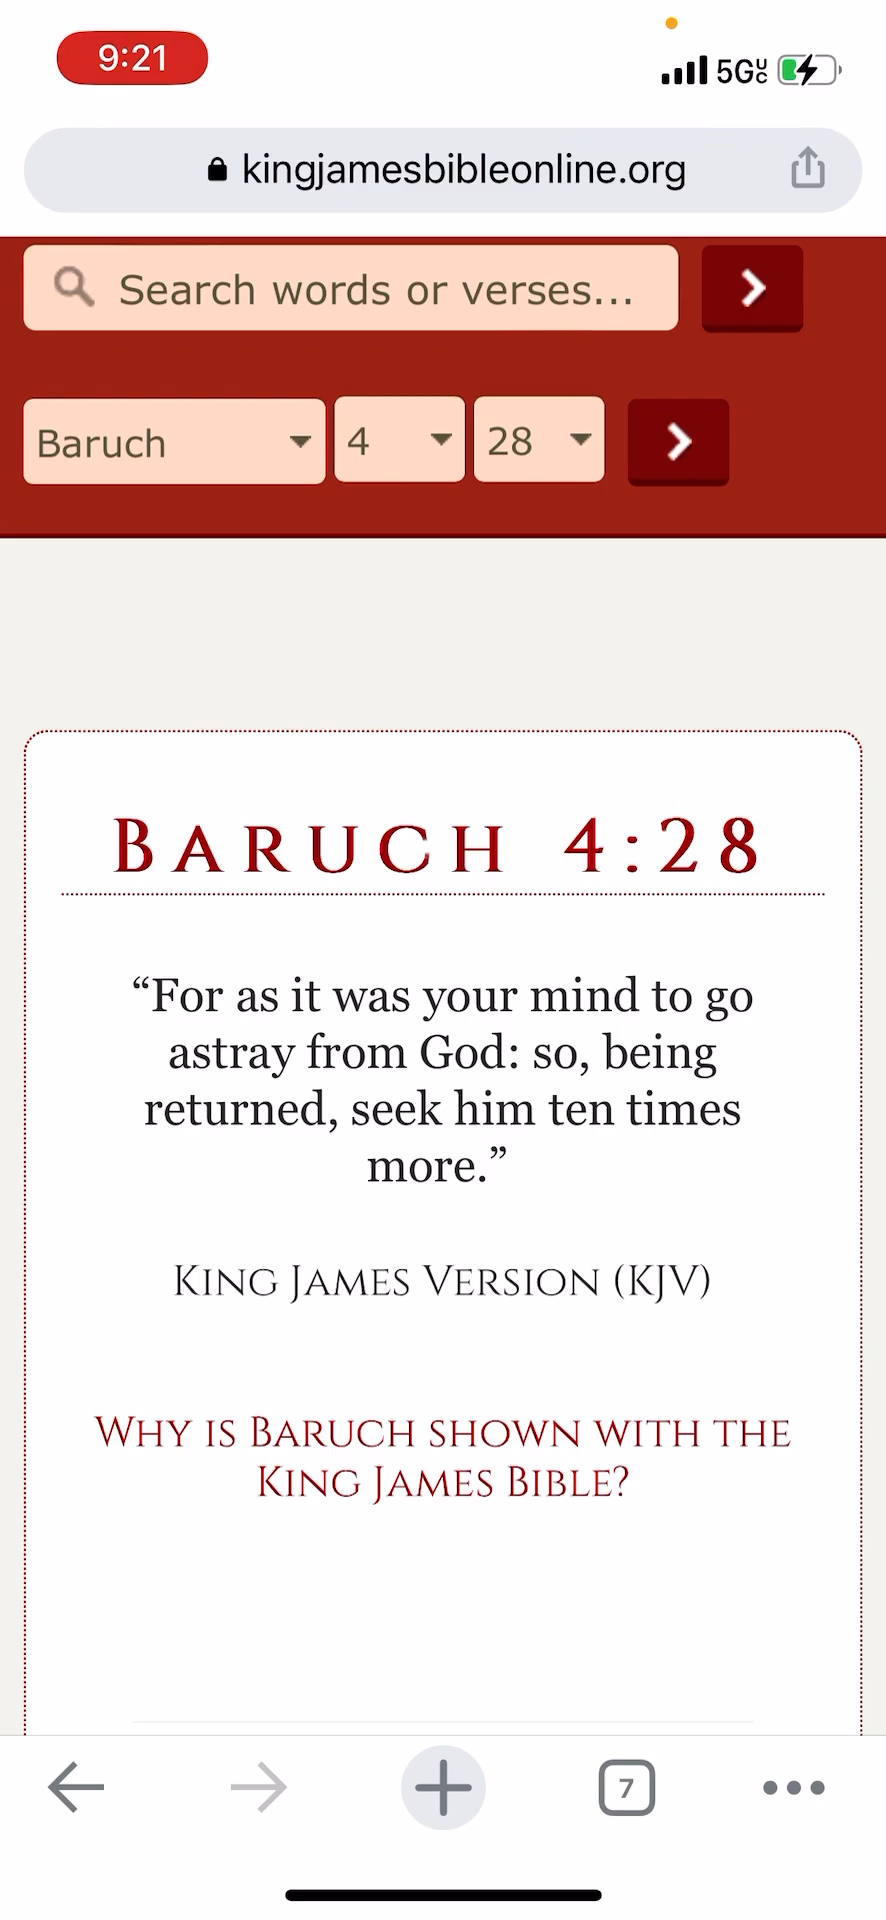 9:21
5G UC
kingjamesbibleonline.org
Search words or verses...
Baruch 4 28
BARUCH 4:28
“For as it was your mind to go
astray from God: so, being
returned, seek him ten times
more.”
KING JAMES VERSION (KJV)
WHY IS BARUCH SHOWN WITH THE
KING JAMES BIBLE?
7